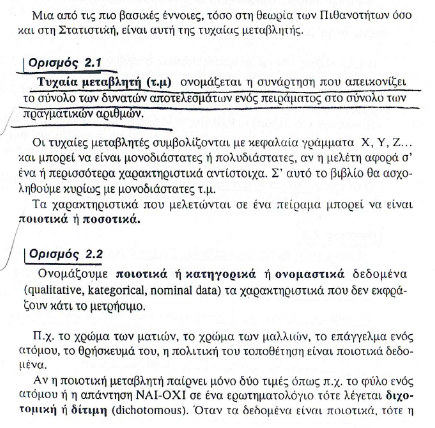 Μια από τις πιο βασικές έννοιες, τόσο στη θεωρία των Πιθανοτήτων όσο
και στη Στατιστική, είναι αυτή της τυχαίας μεταβλητής.
Ορισμός 2.1
Τυχαία μεταβλητή (τ.μ) ονομάζεται η συνάρτηση που απεικονίζει
το σύνολο των δυνατών αποτελεσμάτων ενός πειράματος στο σύνολο των
πραγματικών αριθμών.
Οι τυχαίες μεταβλητές συμβολίζονται με κεφαλαία γράμματα Χ, Υ, Ζ...
και μπορεί να είναι μονοδιάστατες ή πολυδιάστατες, αν η μελέτη αφορά σ'
ένα ή περισσότερα χαρακτηριστικά αντίστοιχα. Σ' αυτό το βιβλίο θα ασχο-
ληθούμε κυρίως με μονοδιάστατες τ.μ.
Τα χαρακτηριστικά που μελετώνται σε ένα πείραμα μπορεί να είναι
ποιοτικά ή ποσοτικά.
Ορισμός 2.2
Ονομάζουμε ποιοτικά ή κατηγορικά ή ονομαστικά δεδομένα
(qualitative, kategorical, nominal data) τα χαρακτηριστικά που δεν εκφρά-
ζουν κάτι το μετρήσιμο.
Π.χ. το χρώμα των ματιών, το χρώμα των μαλλιών, το επάγγελμα ενός
ατόμου, το θρήσκευμά του, η πολιτική του τοποθέτηση είναι ποιοτικά δεδο-
μένα.
Αν η ποιοτική μεταβλητή παίρνει μόνο δύο τιμές όπως π.χ. το φύλο ενός
ατόμου ή η απάντηση ΝΑΙ-ΟΧΙ σε ένα ερωτηματολόγιο τότε λέγεται διχο-
τομική ή δίτιμη (dichotomous). Όταν τα δεδομένα είναι ποιοτικά, τότε η